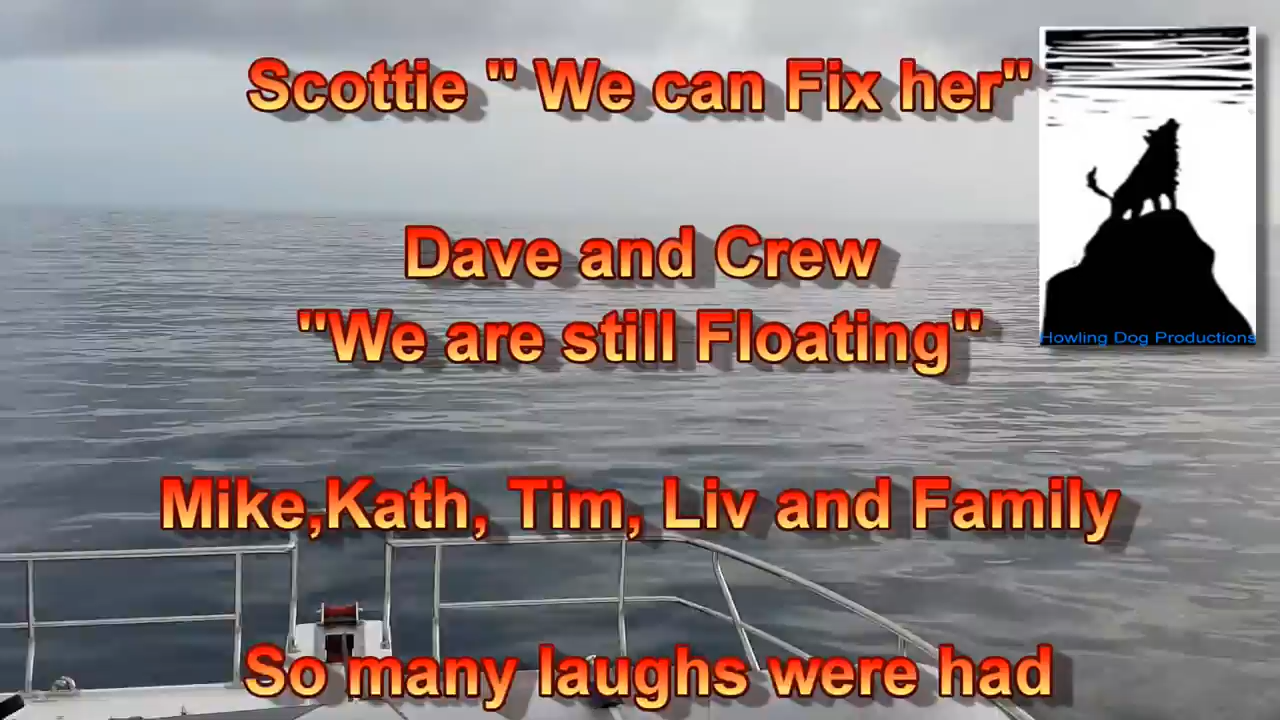 Scottie " We can Fix her"
Dave and Crew
"We are still Floating"
Mike,Kath, Tim, Liv and Family
So many laughs were had
Howling Dog Productions